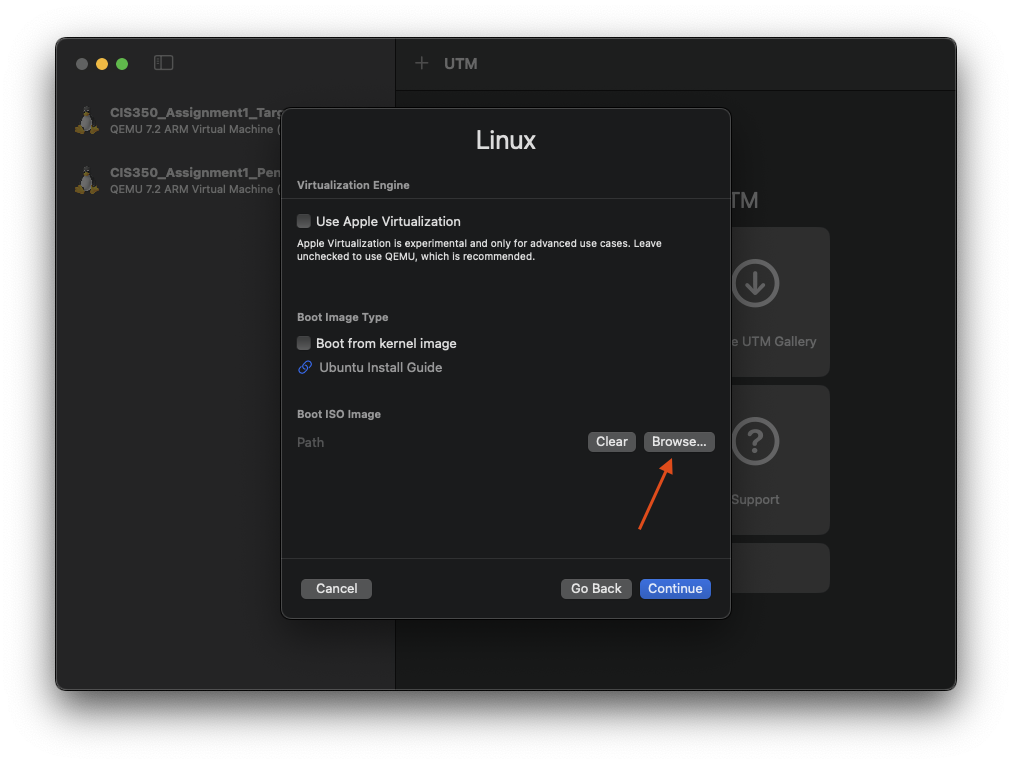 UTM
CIS350_Assignment1_Targ
QEMU 7.2 ARM Virtual Machine (
CIS350_Assignment1_Pen
QEMU 7.2 ARM Virtual Machine (
Linux
Virtualization Engine
Use Apple Virtualization
Apple Virtualization is experimental and only for advanced use cases. Leave
unchecked to use QEMU, which is recommended.
Boot Image Type
Boot from kernel image
Ubuntu Install Guide
Boot ISO Image
Path
Clear
Browse...
Cancel
Go Back
Continue
TM
e UTM Gallery
Support